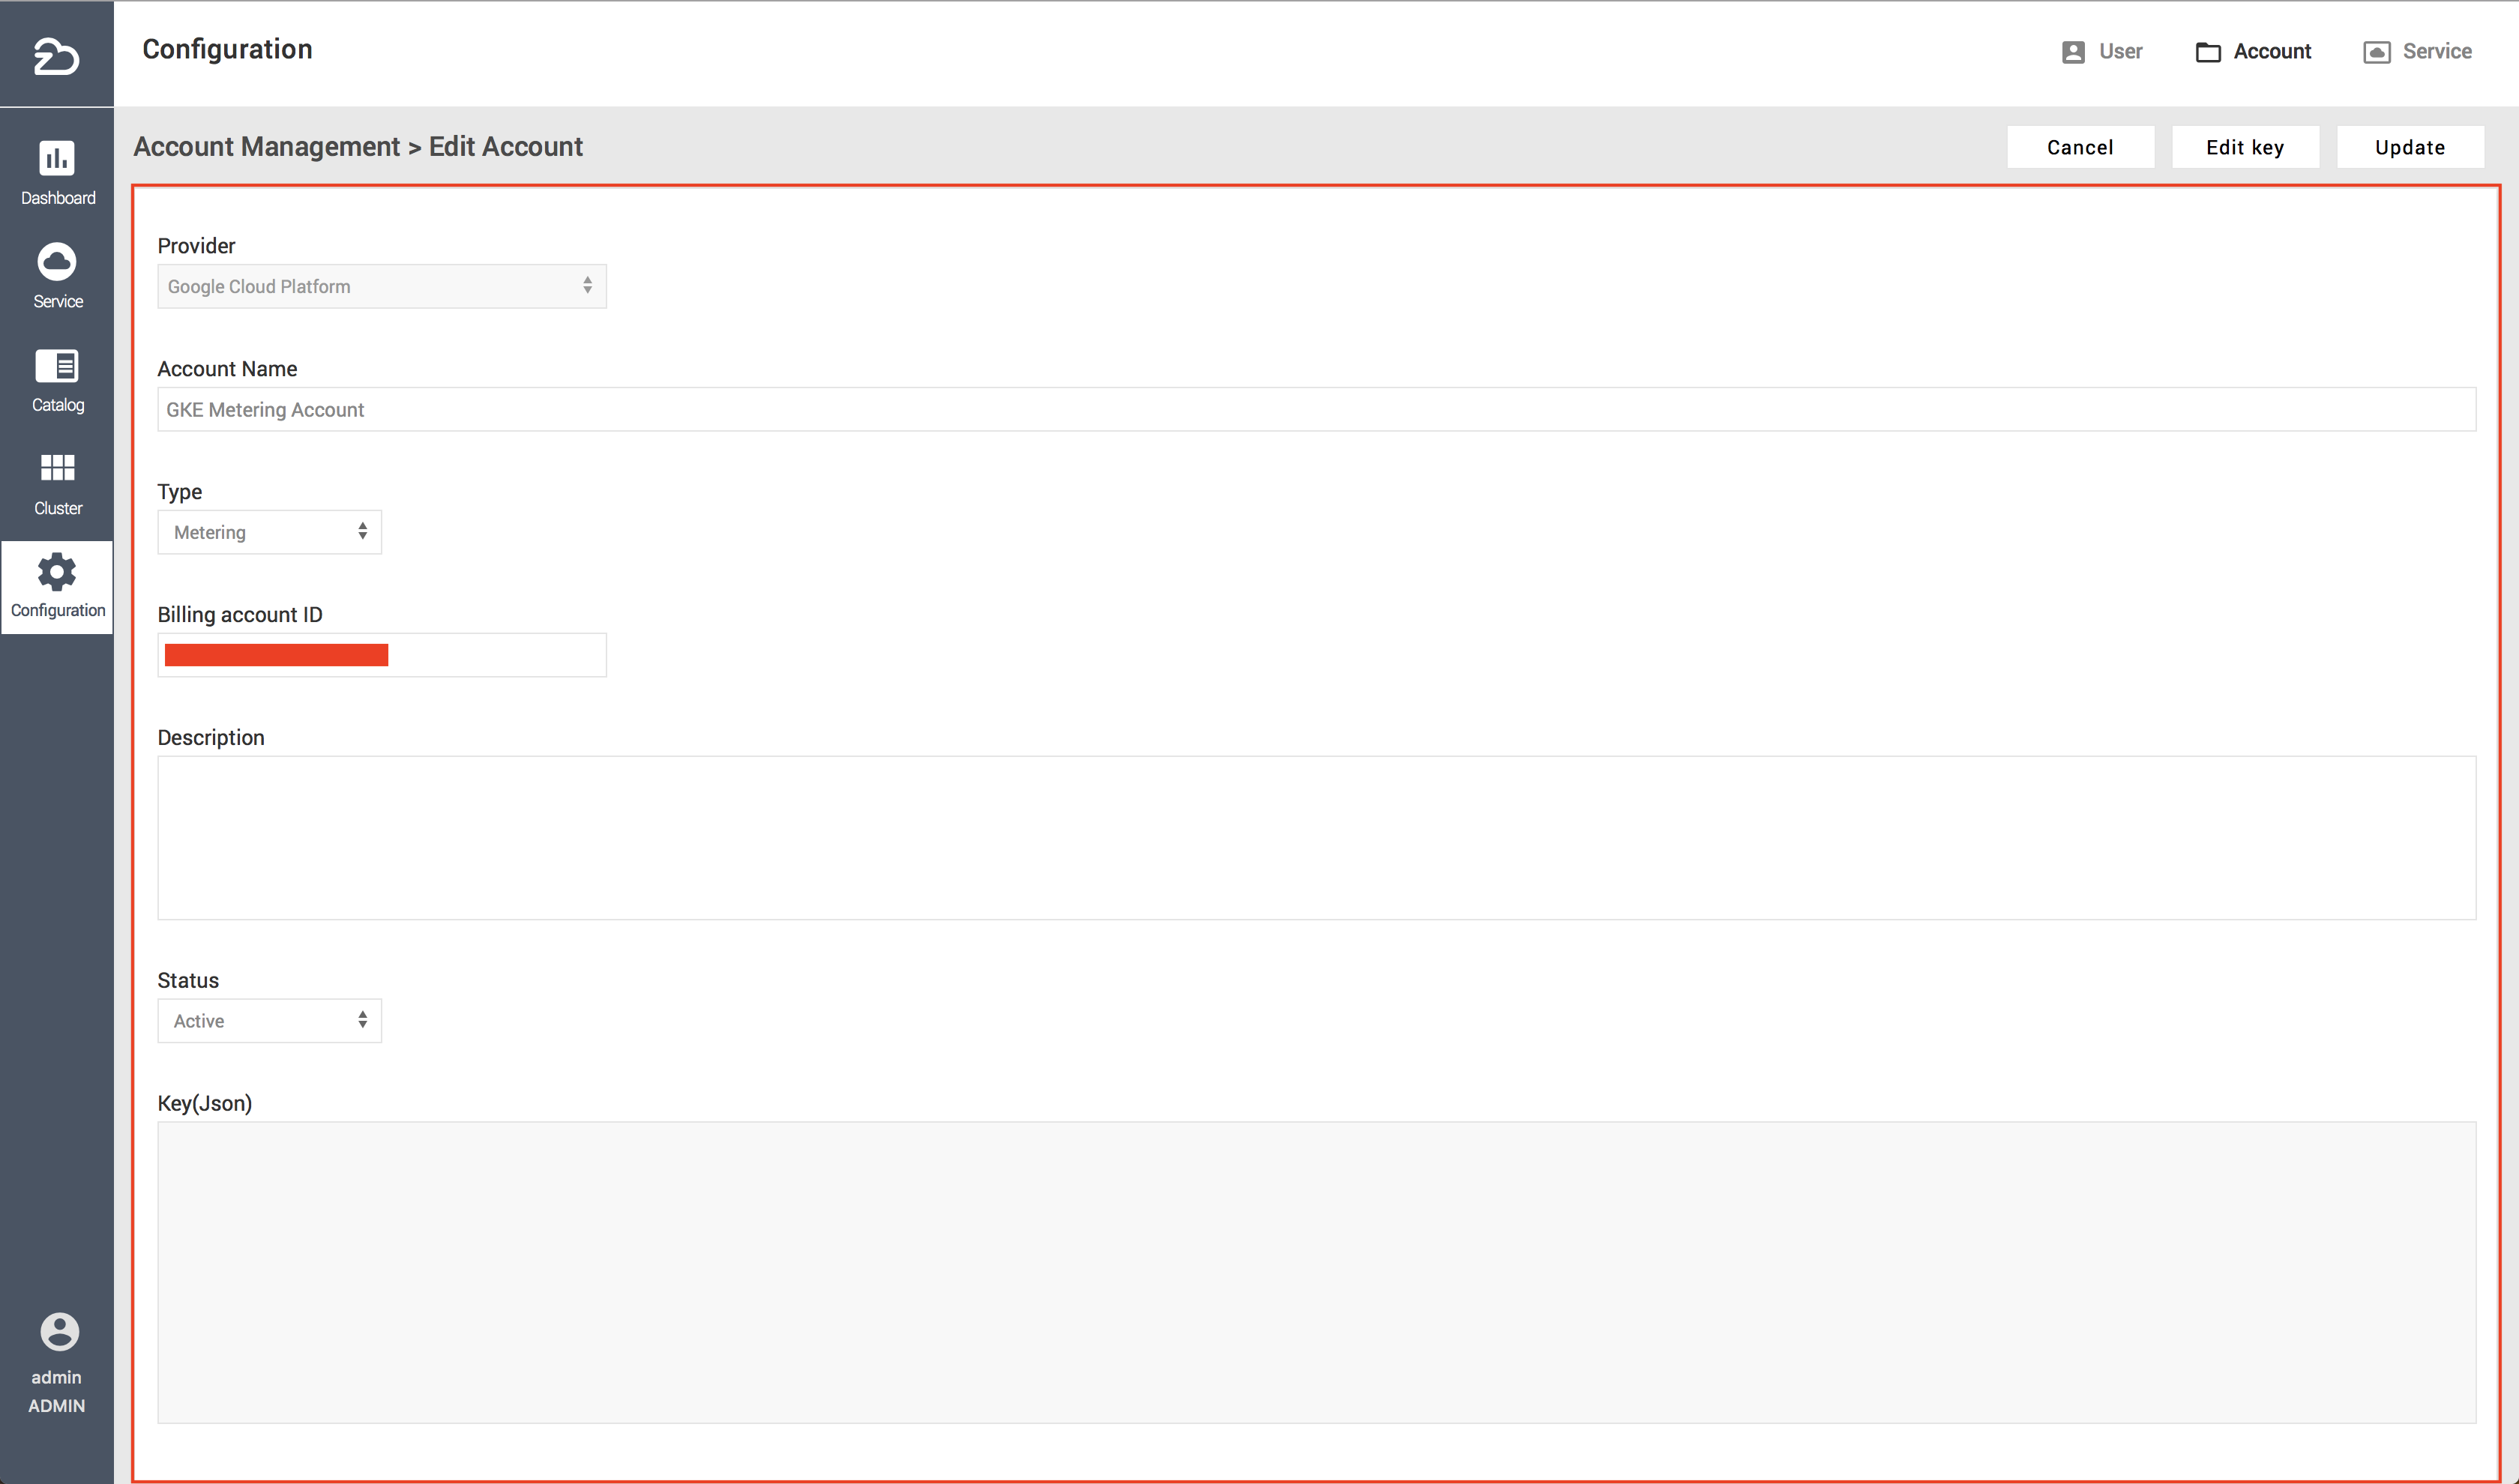 Configuration
User
Account
Service
Account Management > Edit Account
Cancel
Edit key
Update
Dashboard
Service
Catalog
Cluster
Configuration
admin
ADMIN
Provider
Google Cloud Platform
Account Name
GKE Metering Account
Type
Metering
Billing account ID
Description
Status
Active
Key(Json)